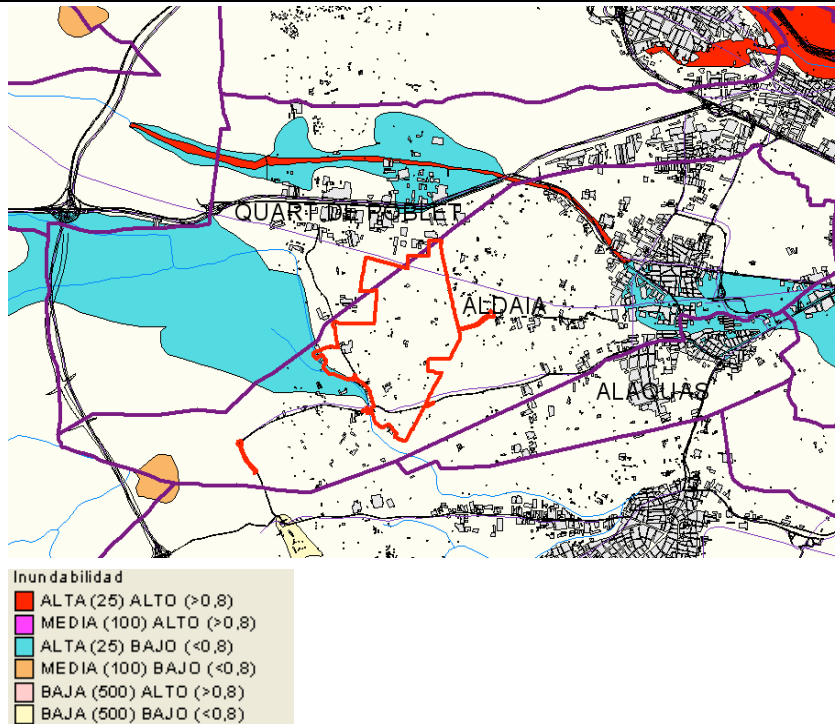 QUART DE POBLET
ALDAIA
ALAQUAS
Inundabilidad
ALTA (25) ALTO (>0,8)
MEDIA (100) ALTO (>0,8)
ALTA (25) BAJO (<0,8)
MEDIA (100) BAJO (<0,8)
BAJA (500) ALTO (>0,8)
BAJA (500) BAJO (<0,8)